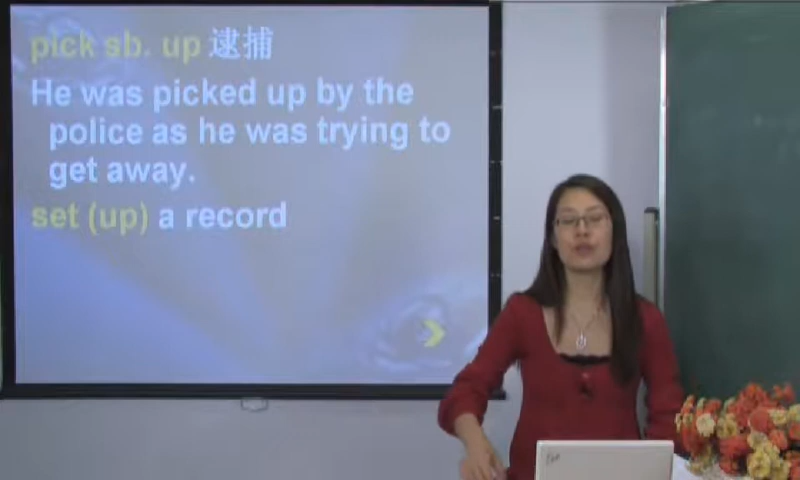 pick sb. up 逮捕
He was picked up by the
police as he was trying to
get away.
set (up) a record